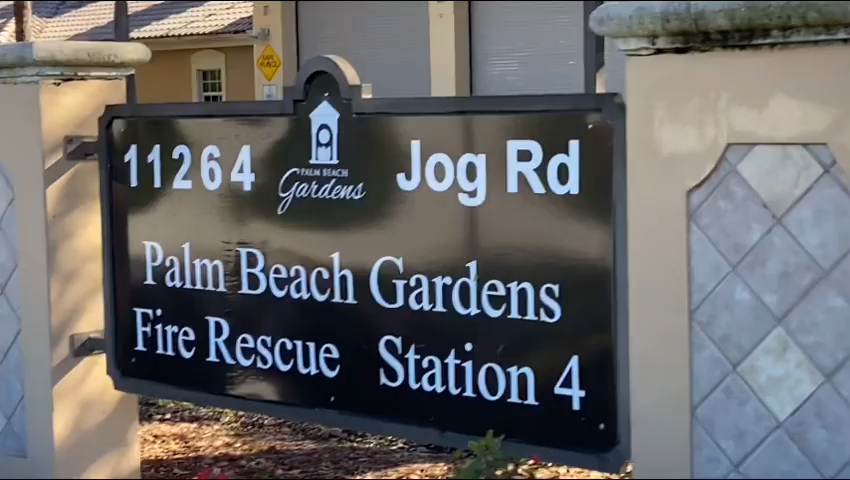 11264 Jog Rd
PALM BEACH
Gardens
Palm Beach Gardens
Fire Rescue Station 4